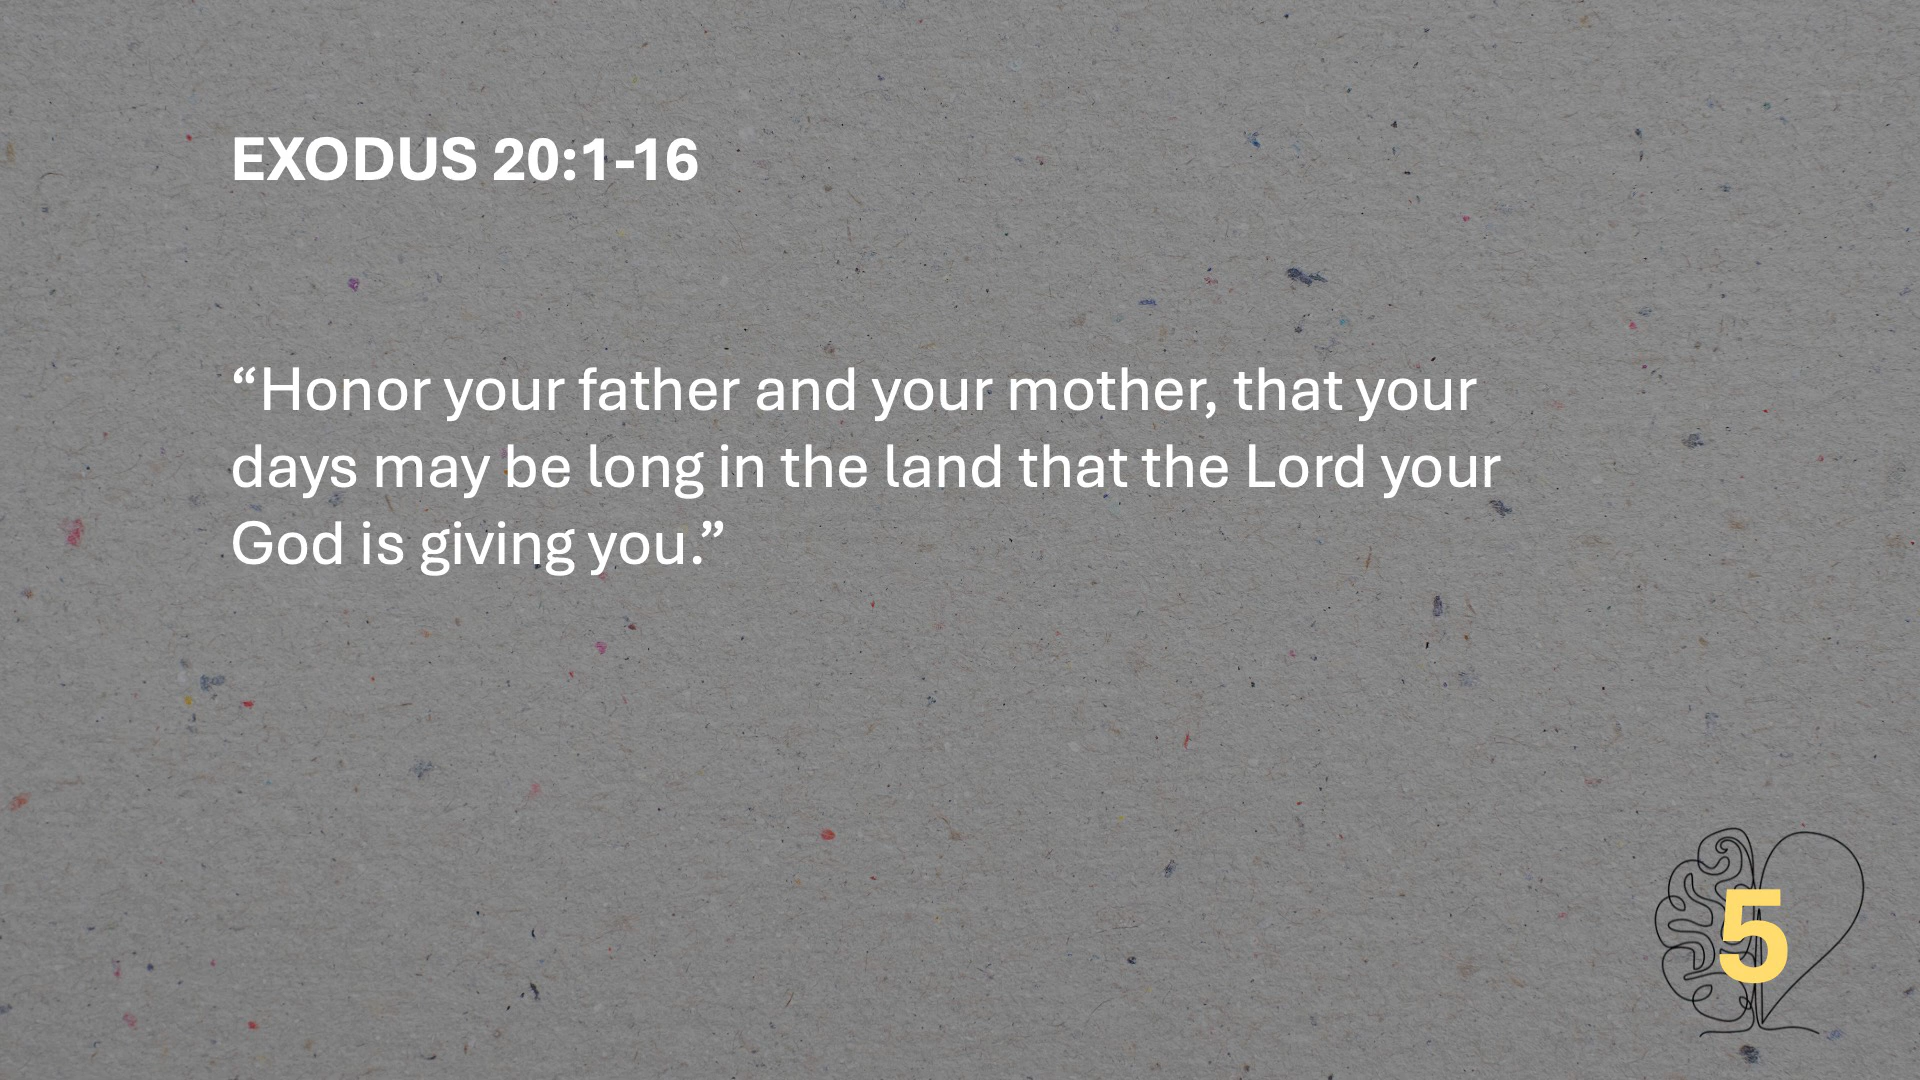 EXODUS 20:1-16
“Honor your father and your mother, that your
days may be long in the land that the Lord your
God is giving you.”
5